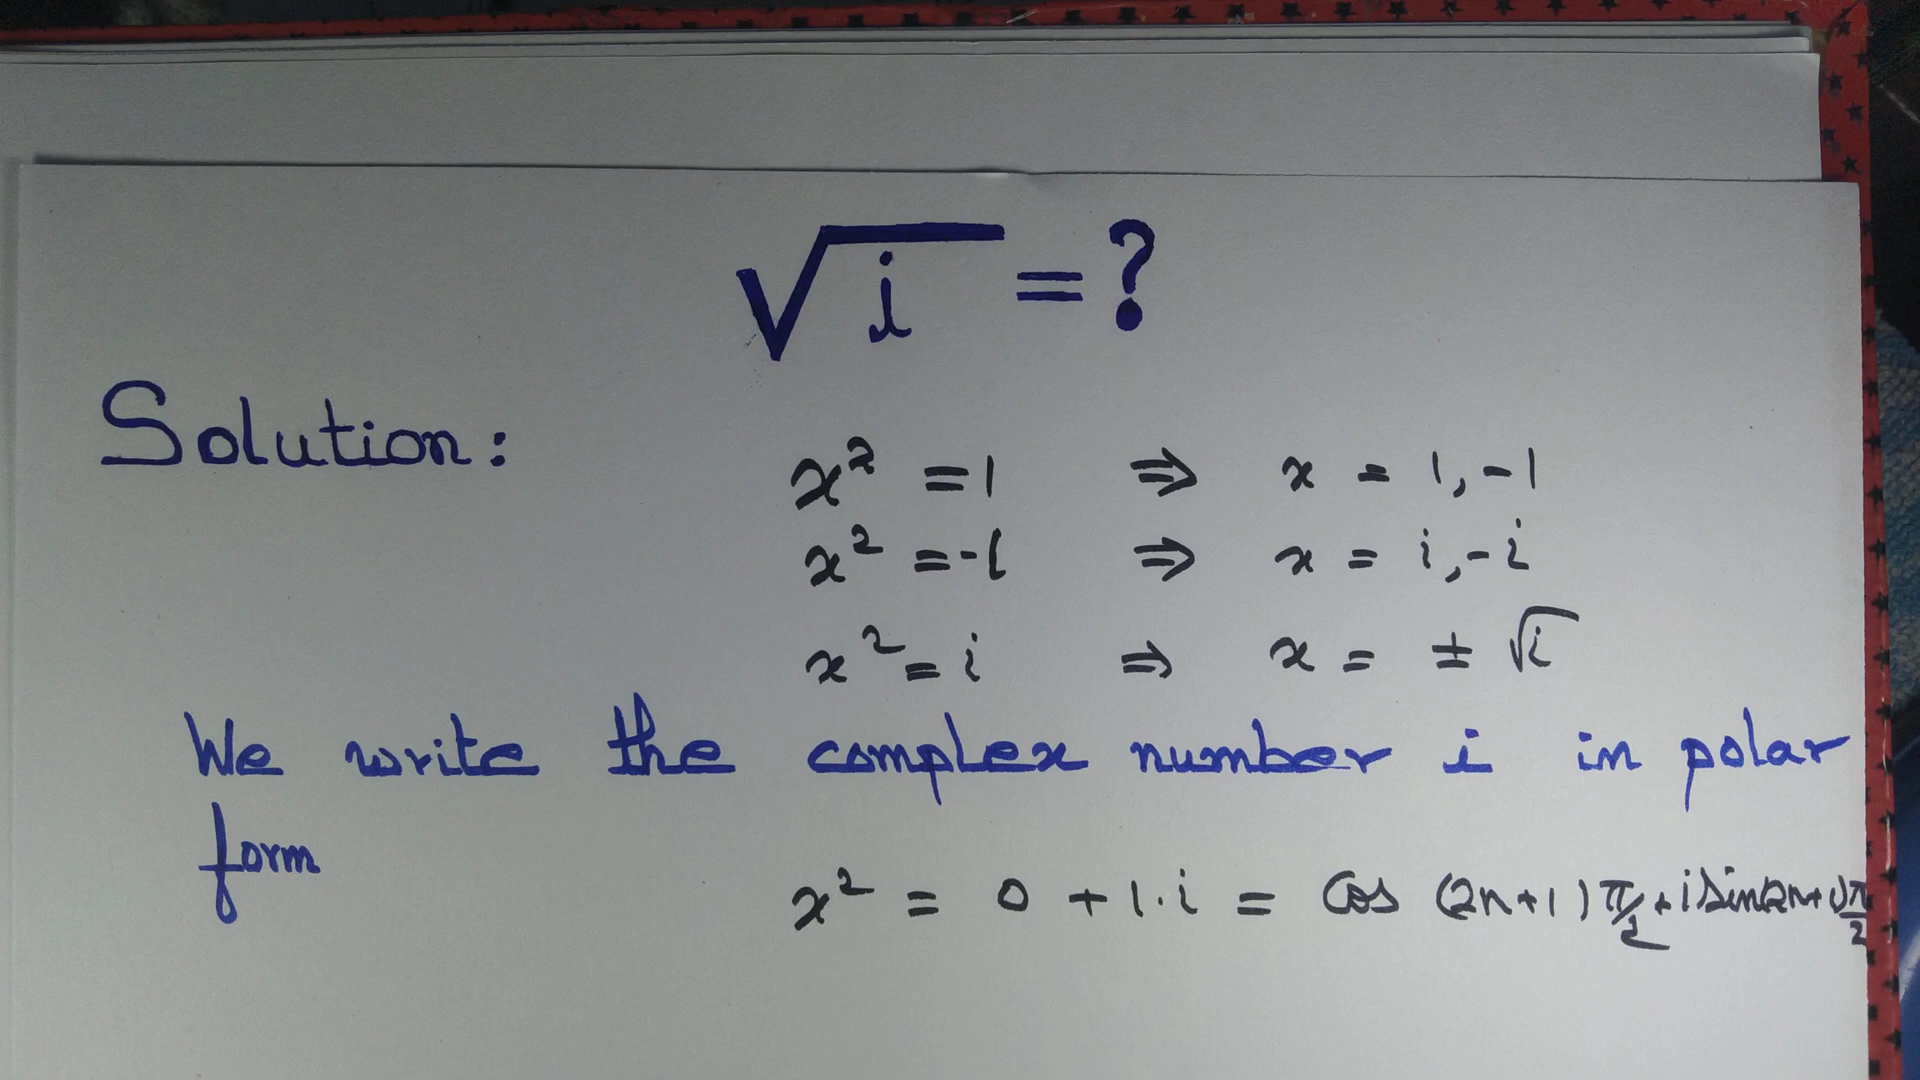 √i = ?
Solution:
x² = 1 ⇒ x = 1, -1
x² = -1 ⇒ x = i, -i
x² = i ⇒ x = ± √i
We write the complex number i in polar
form
x² = 0 + 1·i = Cos (2n+1) π/2 + i Sin(2n+1) π/2